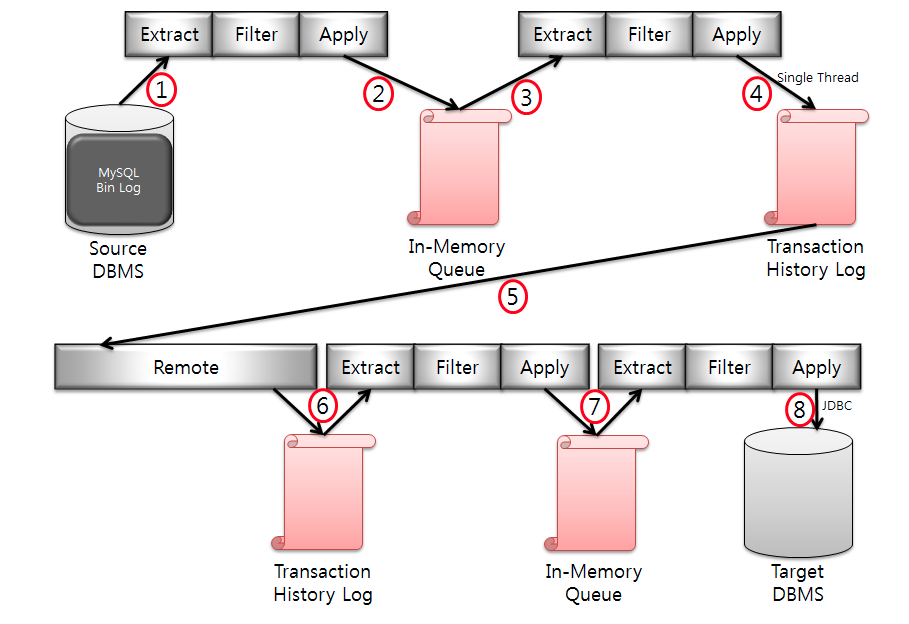 Extract Filter Apply Extract Filter Apply
1
2
3
4
Single Thread
MySQL
Bin Log
Source
DBMS
In-Memory
Queue
Transaction
History Log
5
Remote Extract Filter Apply Extract Filter Apply
6
7
8
JDBC
Transaction
History Log
In-Memory
Queue
Target
DBMS